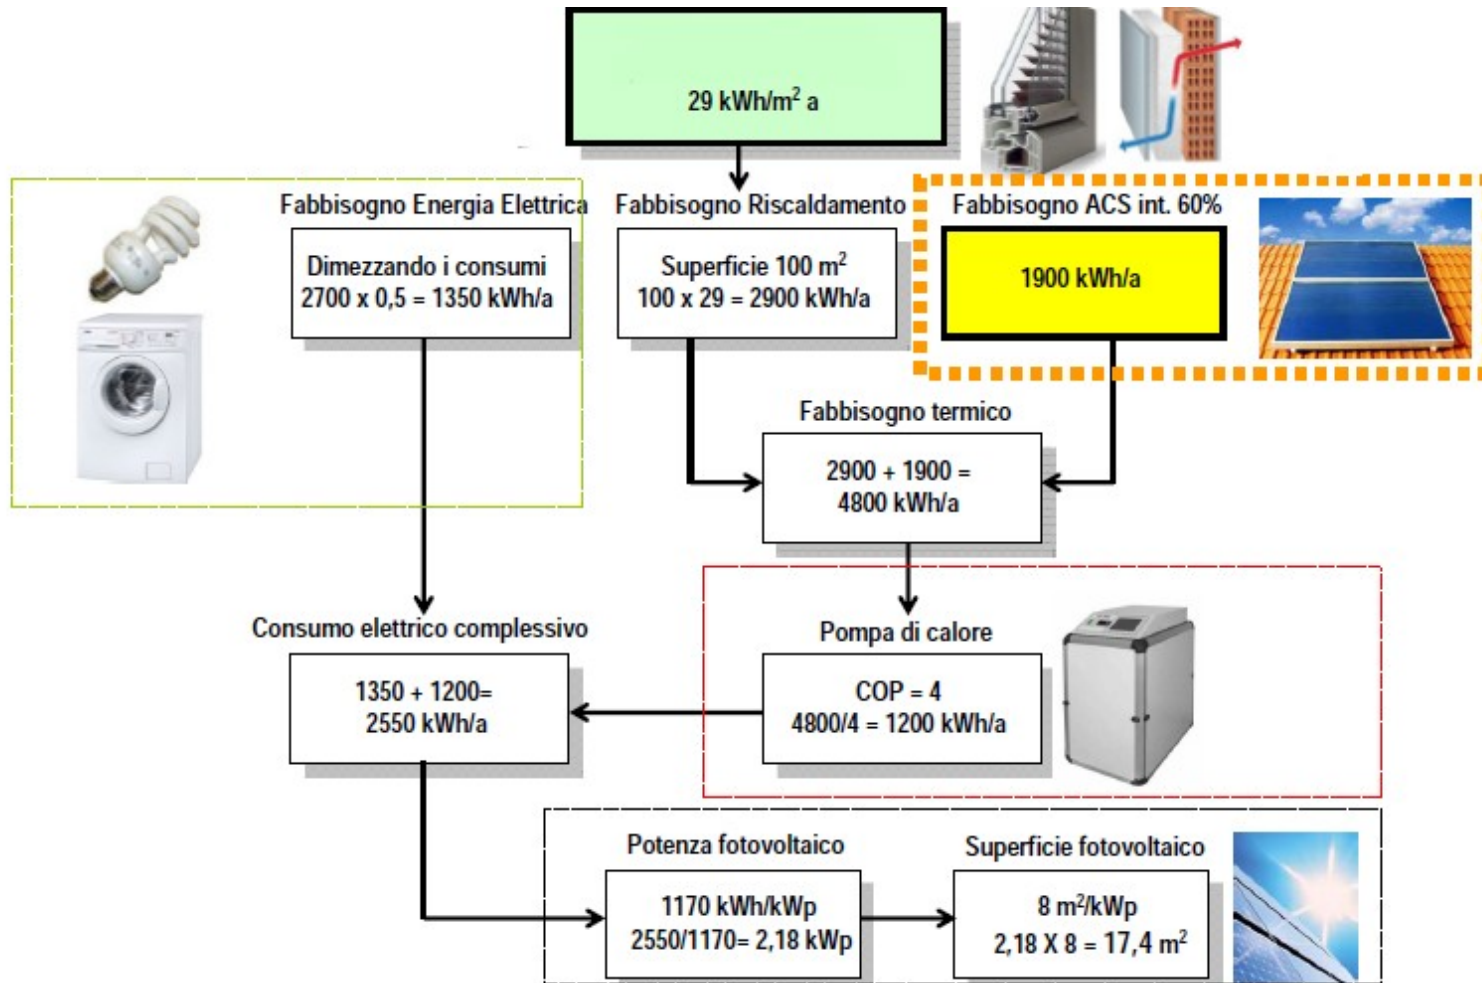 29 kWh/m² a
Fabbisogno Energia Elettrica
Dimezzando i consumi
2700 x 0,5 = 1350 kWh/a
Fabbisogno Riscaldamento
Superficie 100 m²
100 x 29 = 2900 kWh/a
Fabbisogno ACS int. 60%
1900 kWh/a
Fabbisogno termico
2900 + 1900 =
4800 kWh/a
Consumo elettrico complessivo
1350 + 1200=
2550 kWh/a
Pompa di calore
COP = 4
4800/4 = 1200 kWh/a
Potenza fotovoltaico
1170 kWh/kWp
2550/1170= 2,18 kWp
Superficie fotovoltaico
8 m²/kWp
2,18 X 8 = 17,4 m²